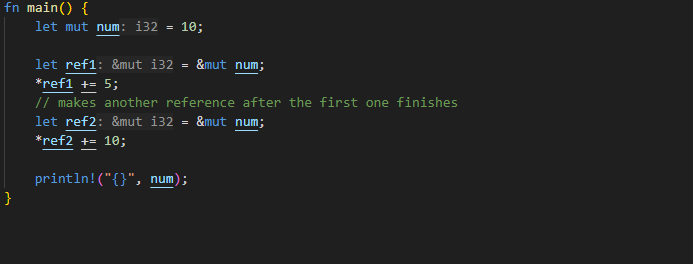 fn main() {
    let mut num: i32 = 10;

    let ref1: &mut i32 = &mut num;
    *ref1 += 5;
    // makes another reference after the first one finishes
    let ref2: &mut i32 = &mut num;
    *ref2 += 10;

    println!("{}", num);
}